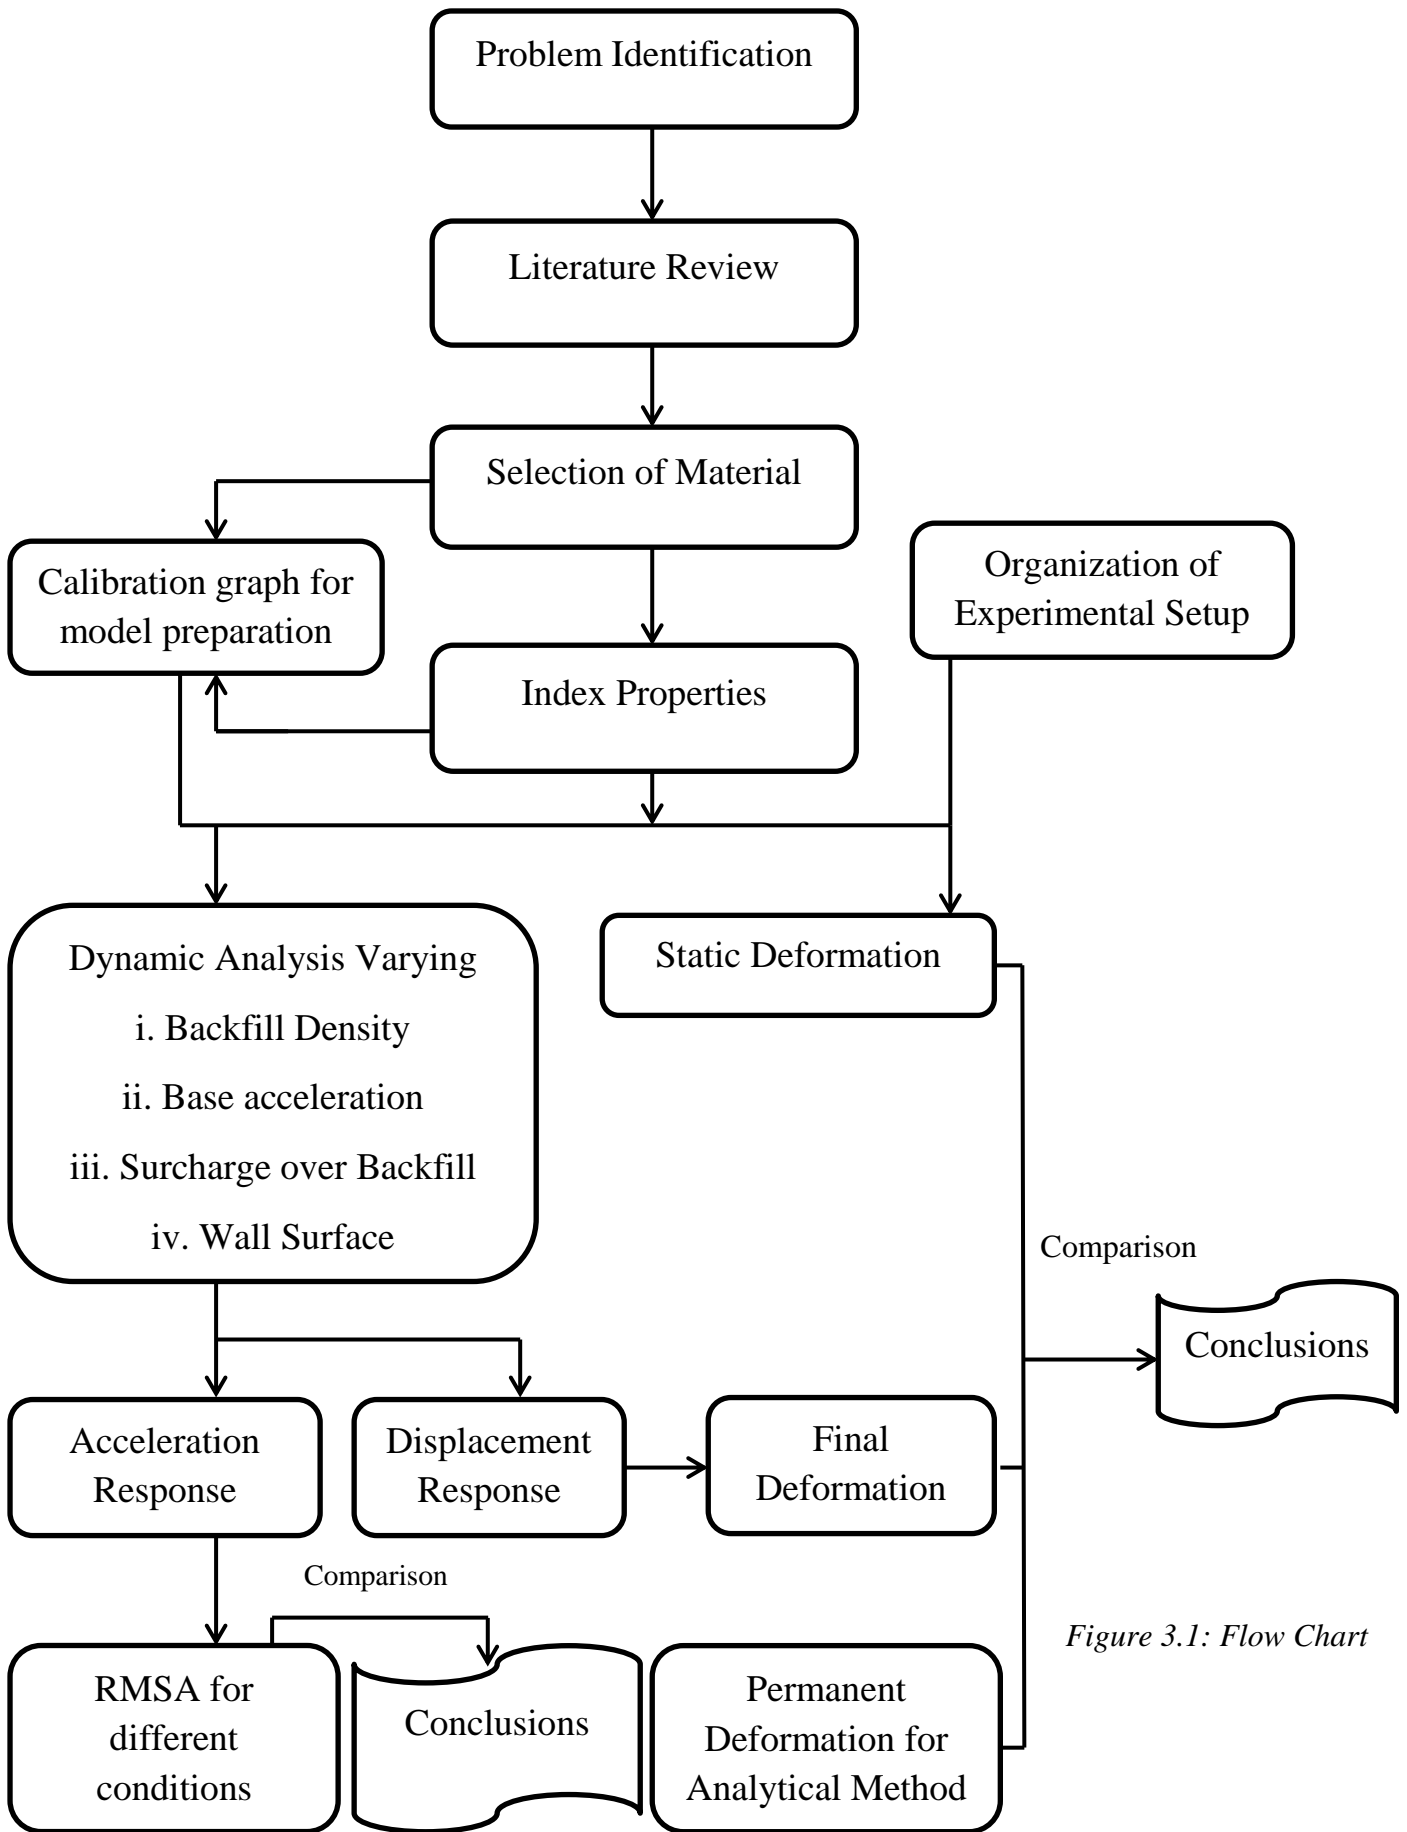 Problem Identification
Literature Review
Selection of Material
Organization of
Experimental Setup
Calibration graph for
model preparation
Index Properties
Dynamic Analysis Varying
i. Backfill Density
ii. Base acceleration
iii. Surcharge over Backfill
iv. Wall Surface
Static Deformation
Comparison
Conclusions
Acceleration
Response
Displacement
Response
Final
Deformation
Comparison
Figure 3.1: Flow Chart
RMSA for
different
conditions
Conclusions
Permanent
Deformation for
Analytical Method